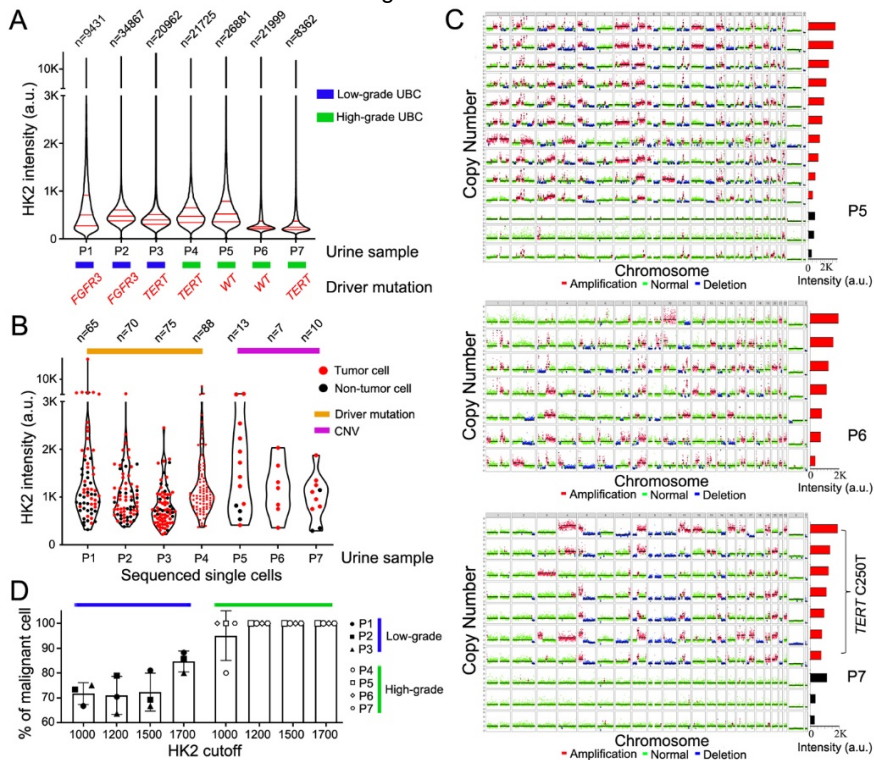 A
n=9431
n=34867
n=20962
n=21725
n=26881
n=21999
n=8362
HK2 intensity (a.u.)
10K
3K
2K
1K
0
Low-grade UBC
High-grade UBC
P1 P2 P3 P4 P5 P6 P7
Urine sample
FGFR3 FGFR3 TERT TERT WT WT TERT
Driver mutation
B
n=65
n=70
n=75
n=88
n=13
n=7
n=10
HK2 intensity (a.u.)
10K
3K
2K
1K
0
Tumor cell
Non-tumor cell
Driver mutation
CNV
P1 P2 P3 P4 P5 P6 P7
Urine sample
Sequenced single cells
D
% of malignant cell
100
90
80
70
60
1000 1200 1500 1700 1000 1200 1500 1700
HK2 cutoff
P1
P2
P3
Low-grade
P4
P5
P6
P7
High-grade
C
Copy Number
P5
Chromosome
0 2K
Intensity (a.u.)
Amplification Normal Deletion
Copy Number
P6
Chromosome
0 2K
Intensity (a.u.)
Amplification Normal Deletion
Copy Number
TERT C250T
P7
Chromosome
0 2K
Intensity (a.u.)
Amplification Normal Deletion